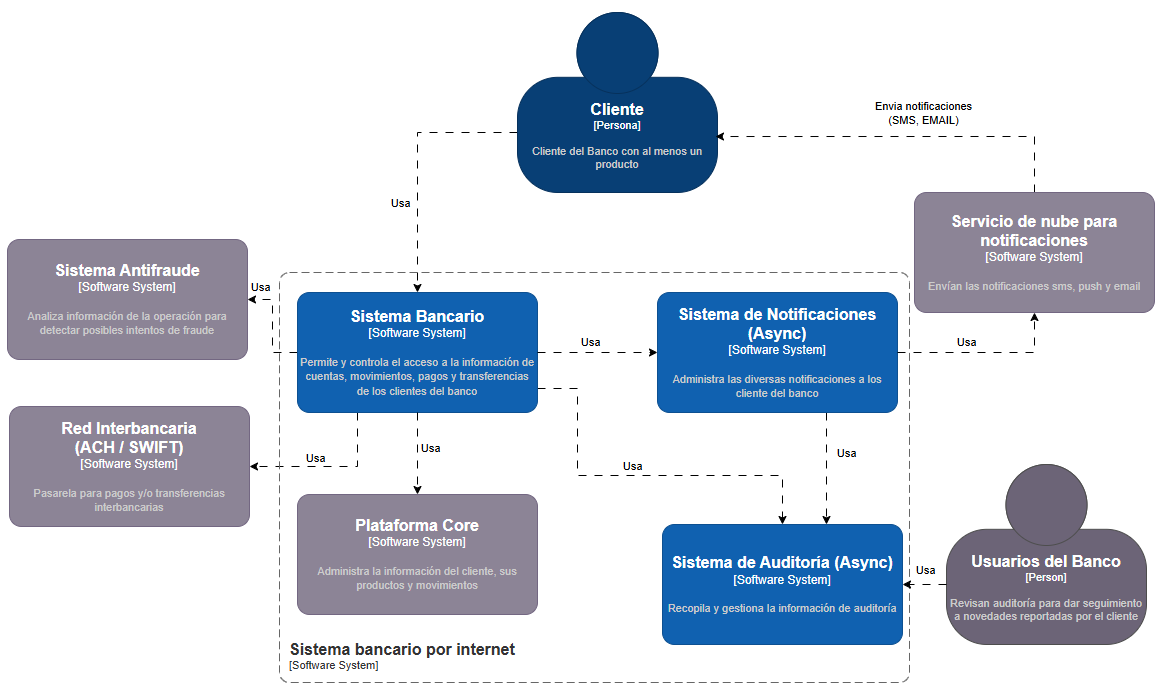 Cliente
[Persona]
Cliente del Banco con al menos un
producto
Envia notificaciones
(SMS, EMAIL)
Usa
Servicio de nube para
notificaciones
[Software System]
Envían las notificaciones sms, push y email
Sistema Antifraude
[Software System]
Analiza información de la operación para
detectar posibles intentos de fraude
Usa
Sistema Bancario
[Software System]
Permite y controla el acceso a la información de
cuentas, movimientos, pagos y transferencias
de los clientes del banco
Usa
Sistema de Notificaciones
(Async)
[Software System]
Administra las diversas notificaciones a los
cliente del banco
Usa
Red Interbancaria
(ACH / SWIFT)
[Software System]
Pasarela para pagos y/o transferencias
interbancarias
Usa
Usa
Usa
Usa
Plataforma Core
[Software System]
Administra la información del cliente, sus
productos y movimientos
Sistema de Auditoría (Async)
[Software System]
Recopila y gestiona la información de auditoría
Usa
Usuarios del Banco
[Person]
Revisan auditoría para dar seguimiento
a novedades reportadas por el cliente
Sistema bancario por internet
[Software System]